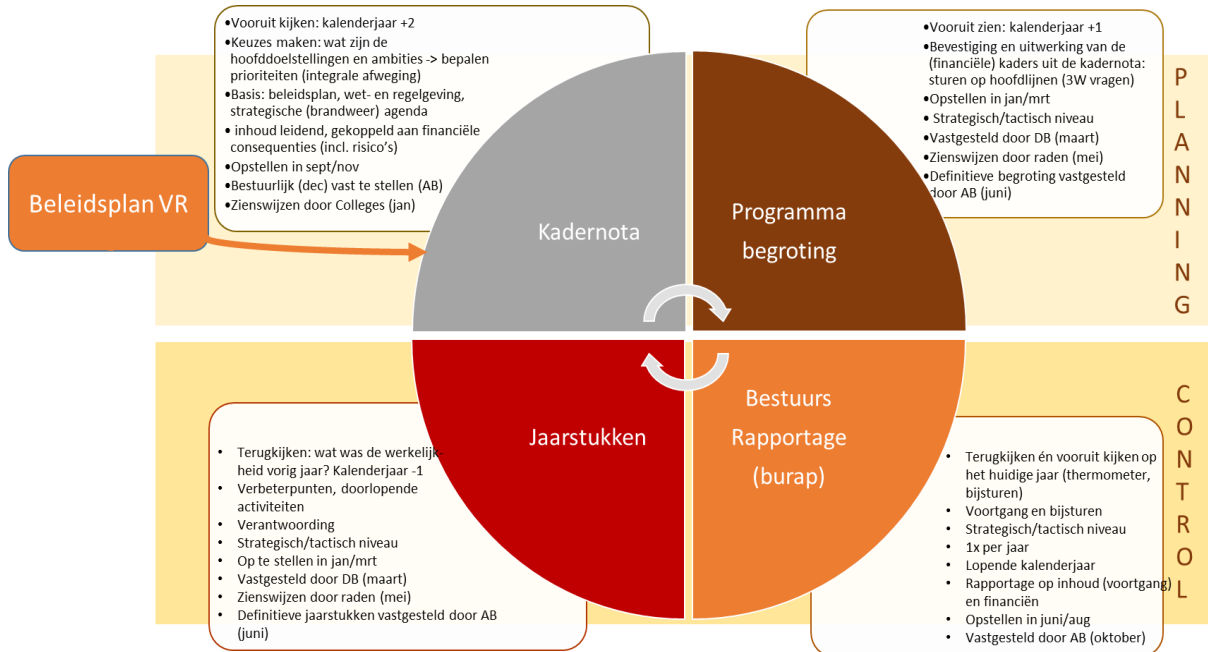 •Vooruit kijken: kalenderjaar +2
•Keuzes maken: wat zijn de
hoofddoelstellingen en ambities -> bepalen
prioriteiten (integrale afweging)
•Basis: beleidsplan, wet- en regelgeving,
strategische (brandweer) agenda
• inhoud leidend, gekoppeld aan financiële
consequenties (incl. risico's)
•Opstellen in sept/nov
•Bestuurlijk (dec) vast te stellen (AB)
•Zienswijzen door Colleges (jan)
•Vooruit zien: kalenderjaar +1
•Bevestiging en uitwerking van de
(financiële) kaders uit de kadernota:
sturen op hoofdlijnen (3W vragen)
•Opstellen in jan/mrt
• Strategisch/tactisch niveau
•Vastgesteld door DB (maart)
•Zienswijzen door raden (mei)
•Definitieve begroting vastgesteld
door AB (juni)
PLANNING
Beleidsplan VR
Kadernota
Programma
begroting
Jaarstukken
Bestuurs
Rapportage
(burap)
• Terugkijken: wat was de werkelijk-
heid vorig jaar? Kalenderjaar -1
• Verbeterpunten, doorlopende
activiteiten
• Verantwoording
• Strategisch/tactisch niveau
• Op te stellen in jan/mrt
• Vastgesteld door DB (maart)
• Zienswijzen door raden (mei)
• Definitieve jaarstukken vastgesteld door AB
(juni)
• Terugkijken én vooruit kijken op
het huidige jaar (thermometer,
bijsturen)
• Voortgang en bijsturen
• Strategisch/tactisch niveau
• 1x per jaar
• Lopende kalenderjaar
• Rapportage op inhoud (voortgang)
en financiën
• Opstellen in juni/aug
• Vastgesteld door AB (oktober)
CONTROL